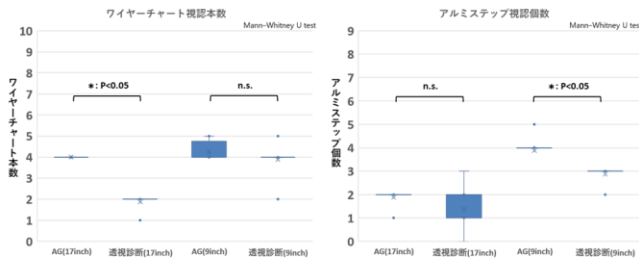 ワイヤーチャート視認本数
Mann-Whitney U test
ワイヤーチャート本数
10
9
8
7
6
5
4
3
2
1
0
*: P<0.05
n.s.
AG(17inch)
透視診断(17inch)
AG(9inch)
透視診断(9inch)
アルミステップ視認個数
Mann-Whitney U test
アルミステップ個数
9
8
7
6
5
4
3
2
1
0
n.s.
*: P<0.05
AG(17inch)
透視診断(17inch)
AG(9inch)
透視診断(9inch)